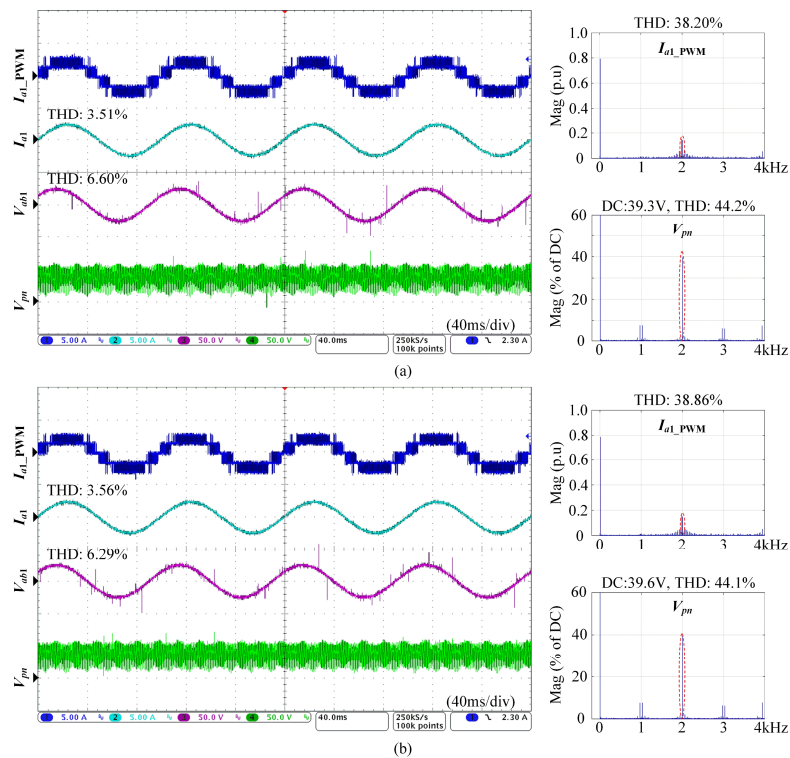 THD: 38.20%
I_a1_PWM
THD: 3.51%
I_a1
THD: 6.60%
V_ab1
V_pn
(40ms/div)
1 5.00 A 2 5.00 A 3 50.0 V 4 50.0 V 40.0ms 250kS/s 100k points 1 2.30 A
Mag (p.u)
1.0
0.8
0.6
0.4
0.2
0
I_a1_PWM
0 1 2 3 4kHz
DC:39.3V, THD: 44.2%
Mag (% of DC)
60
40
20
0
V_pn
0 1 2 3 4kHz
(a)
THD: 38.86%
I_a1_PWM
THD: 3.56%
I_a1
THD: 6.29%
V_ab1
V_pn
(40ms/div)
1 5.00 A 2 5.00 A 3 50.0 V 4 50.0 V 40.0ms 250kS/s 100k points 1 2.30 A
Mag (p.u)
1.0
0.8
0.6
0.4
0.2
0
I_a1_PWM
0 1 2 3 4kHz
DC:39.6V, THD: 44.1%
Mag (% of DC)
60
40
20
0
V_pn
0 1 2 3 4kHz
(b)